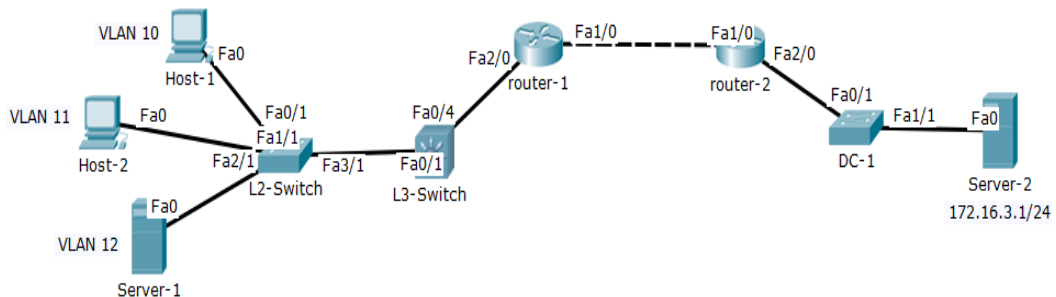 VLAN 10
Fa0
Host-1
VLAN 11
Fa0
Host-2
Fa0/1
Fa1/1
Fa2/1
Fa3/1
L2-Switch
Fa0
VLAN 12
Server-1
Fa0/4
Fa0/1
L3-Switch
Fa2/0
Fa1/0
router-1
Fa1/0
Fa2/0
router-2
Fa0/1
Fa1/1
DC-1
Fa0
Server-2
172.16.3.1/24